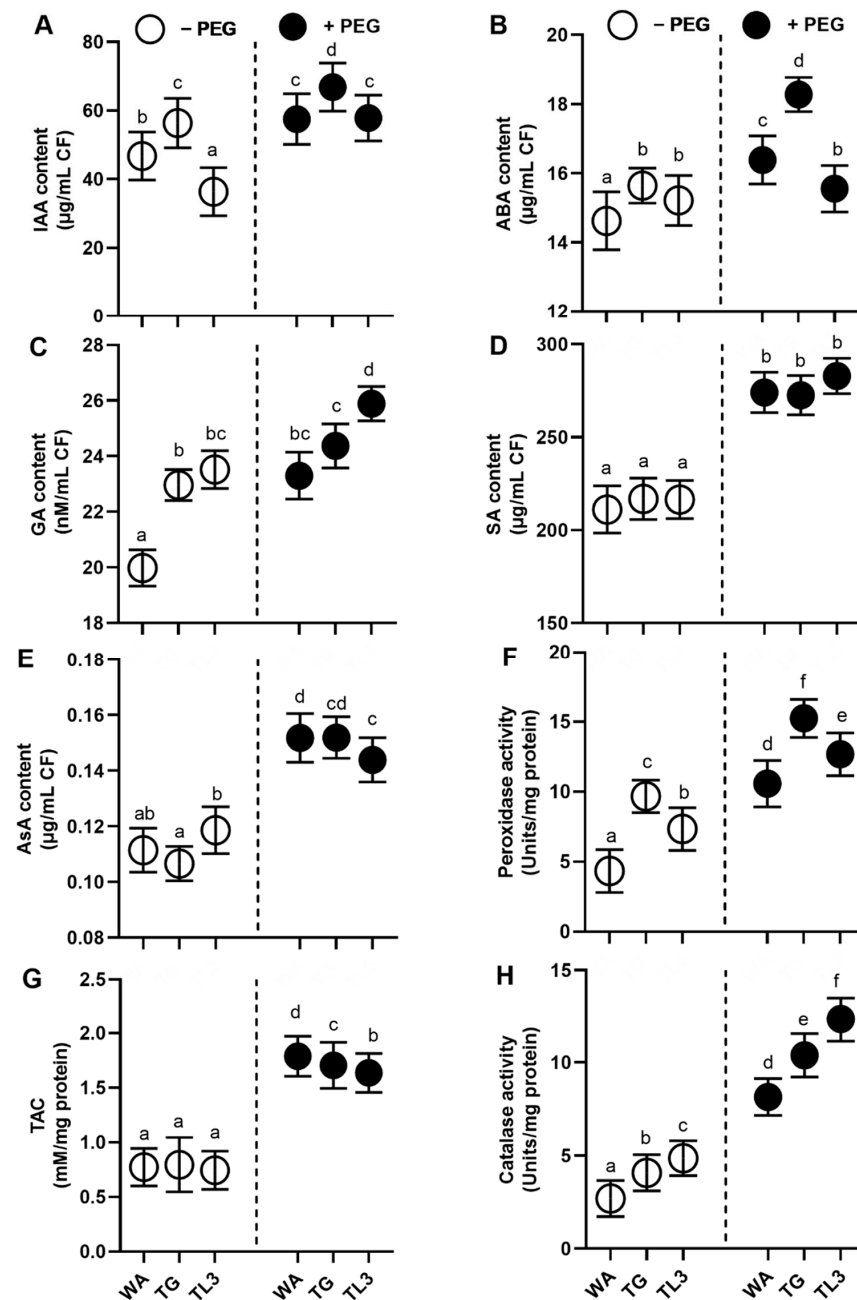 A
– PEG
+ PEG
IAA content
(µg/mL CF)
80
60
40
20
0
b
c
a
c
d
c
B
– PEG
+ PEG
ABA content
(µg/mL CF)
20
18
16
14
12
a
b
b
c
d
b
C
GA content
(nM/mL CF)
28
26
24
22
20
18
a
b
bc
bc
c
d
D
SA content
(µg/mL CF)
300
250
200
150
a
a
a
b
b
b
E
AsA content
(µg/mL CF)
0.18
0.16
0.14
0.12
0.10
0.08
ab
a
b
d
cd
c
F
Peroxidase activity
(Units/mg protein)
20
15
10
5
0
a
c
b
d
f
e
G
TAC
(mM/mg protein)
2.5
2.0
1.5
1.0
0.5
0.0
a
a
a
d
c
b
WA
TG
TL3
WA
TG
TL3
H
Catalase activity
(Units/mg protein)
15
10
5
0
a
b
c
d
e
f
WA
TG
TL3
WA
TG
TL3